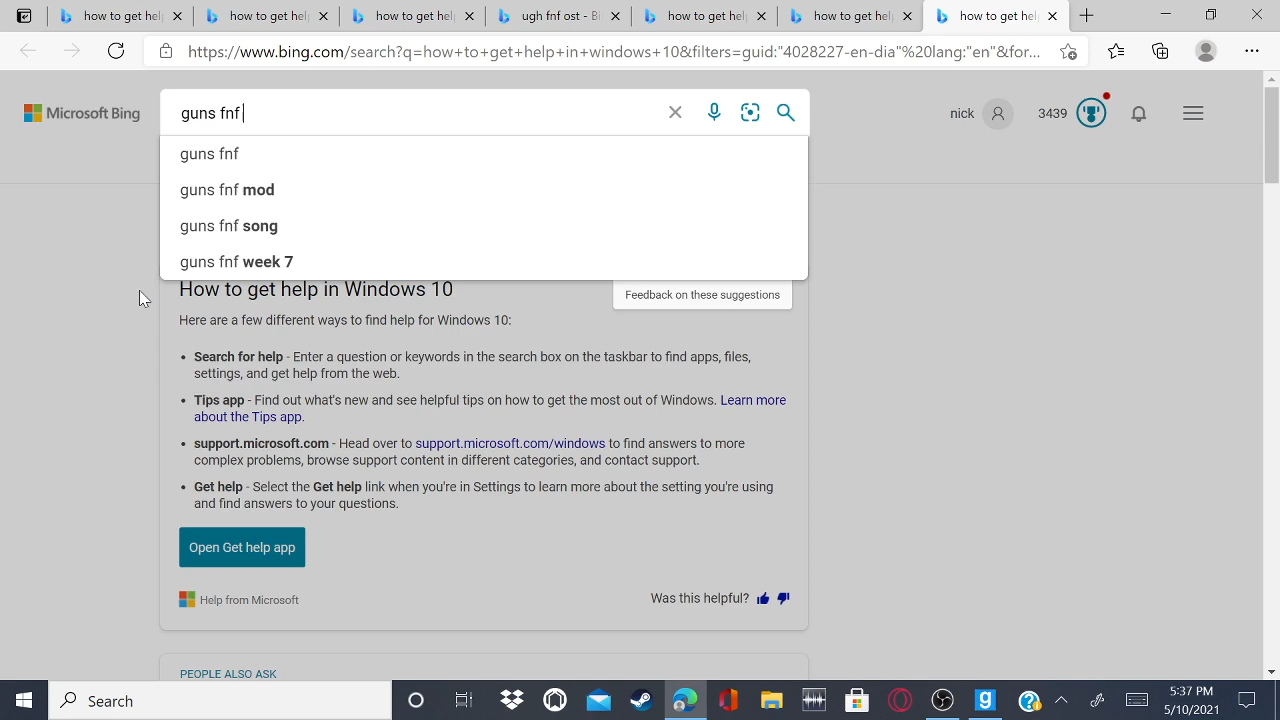 how to get hel
how to get hel
how to get hel
ugh fnf ost - Bi
how to get hel
how to get hel
how to get hel
https://www.bing.com/search?q=how+to+get+help+in+windows+10&filters=guid:"4028227-en-dia"%20lang:"en"&for...
Microsoft Bing
guns fnf
nick
3439
guns fnf
guns fnf mod
guns fnf song
guns fnf week 7
Feedback on these suggestions
How to get help in Windows 10
Here are a few different ways to find help for Windows 10:
• Search for help - Enter a question or keywords in the search box on the taskbar to find apps, files,
settings, and get help from the web.
• Tips app - Find out what's new and see helpful tips on how to get the most out of Windows. Learn more
about the Tips app.
• support.microsoft.com - Head over to support.microsoft.com/windows to find answers to more
complex problems, browse support content in different categories, and contact support.
• Get help - Select the Get help link when you're in Settings to learn more about the setting you're using
and find answers to your questions.
Open Get help app
Help from Microsoft
Was this helpful?
PEOPLE ALSO ASK
Search
5:37 PM
5/10/2021